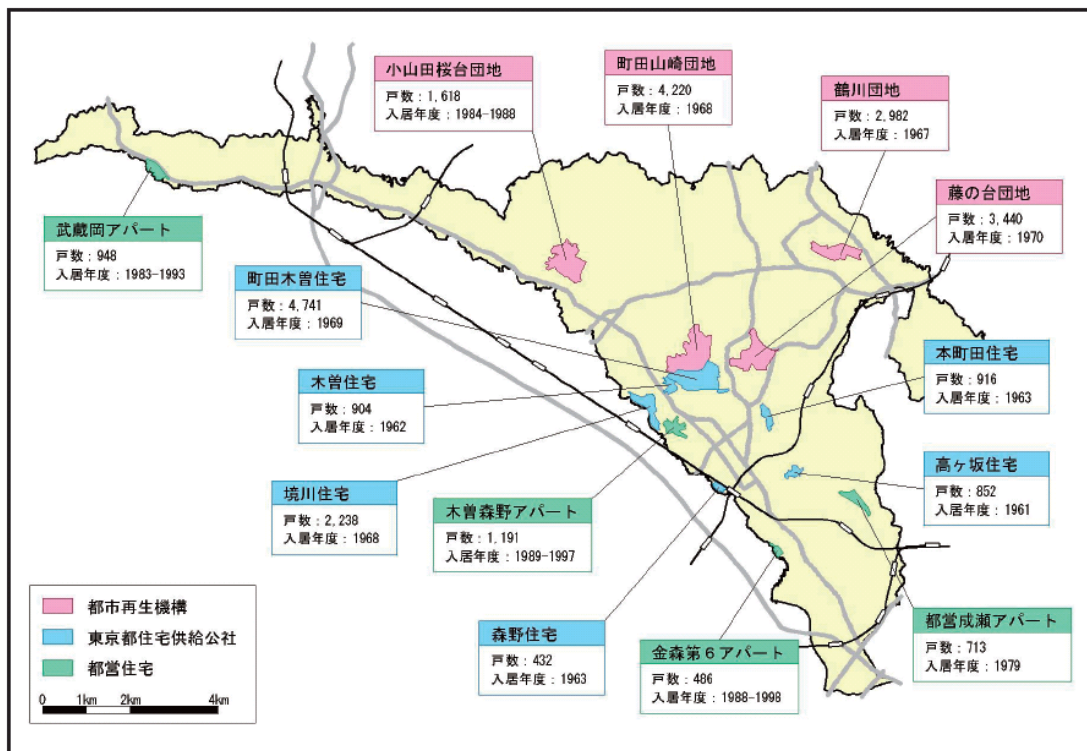 小山田桜台団地
戸数：1,618
入居年度：1984-1988
町田山崎団地
戸数：4,220
入居年度：1968
鶴川団地
戸数：2,982
入居年度：1967
藤の台団地
戸数：3,440
入居年度：1970
武蔵岡アパート
戸数：948
入居年度：1983-1993
町田木曽住宅
戸数：4,741
入居年度：1969
本町田住宅
戸数：916
入居年度：1963
木曽住宅
戸数：904
入居年度：1962
高ヶ坂住宅
戸数：852
入居年度：1961
境川住宅
戸数：2,238
入居年度：1968
木曽森野アパート
戸数：1,191
入居年度：1989-1997
森野住宅
戸数：432
入居年度：1963
金森第６アパート
戸数：486
入居年度：1988-1998
都営成瀬アパート
戸数：713
入居年度：1979
都市再生機構
東京都住宅供給公社
都営住宅
0 1km 2km 4km